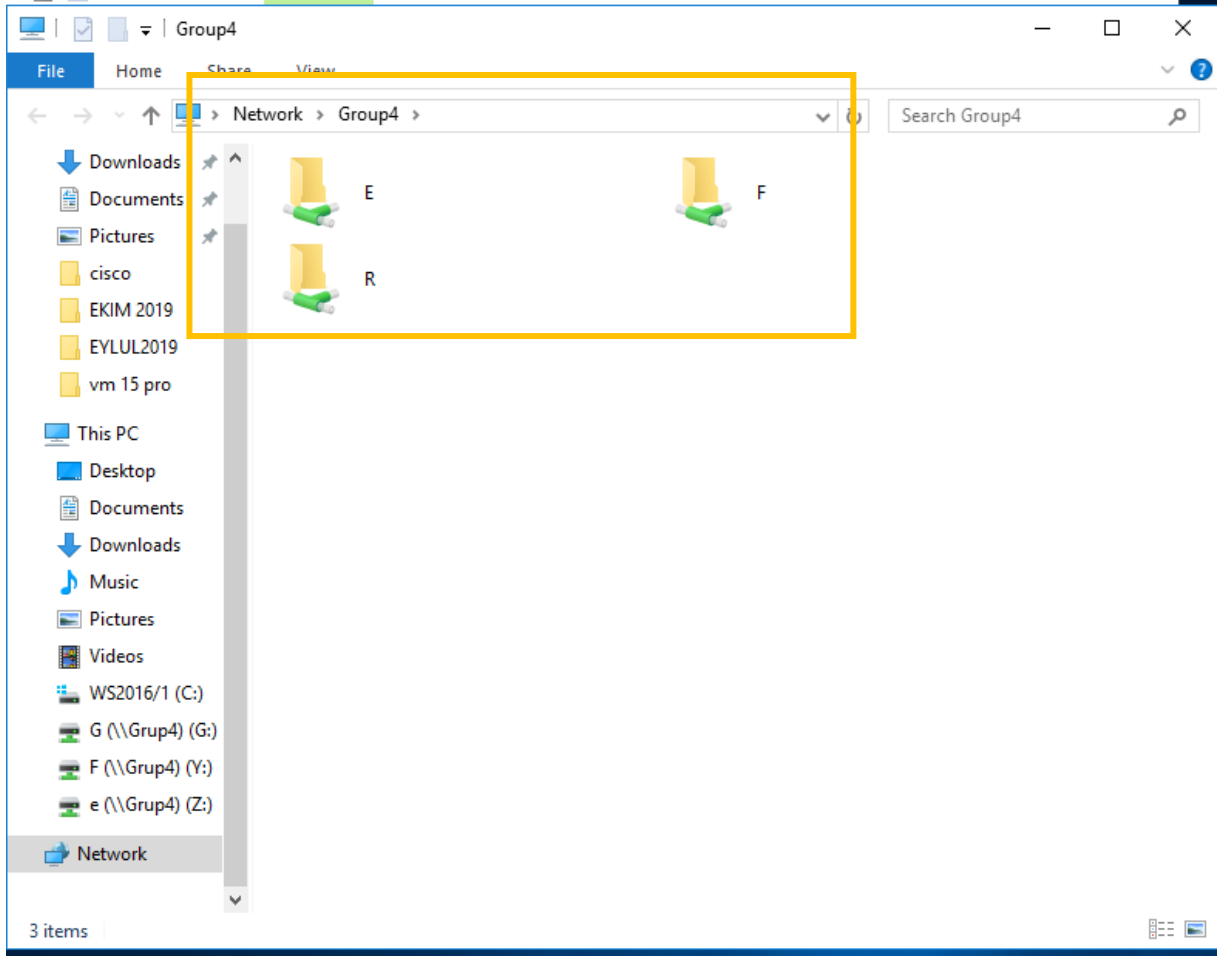 Group4
File Home Share View
Network > Group4 >
Search Group4
Downloads
Documents
Pictures
cisco
EKIM 2019
EYLUL2019
vm 15 pro
This PC
Desktop
Documents
Downloads
Music
Pictures
Videos
WS2016/1 (C:)
G (\\Grup4) (G:)
F (\\Grup4) (Y:)
e (\\Grup4) (Z:)
Network
E
F
R
3 items